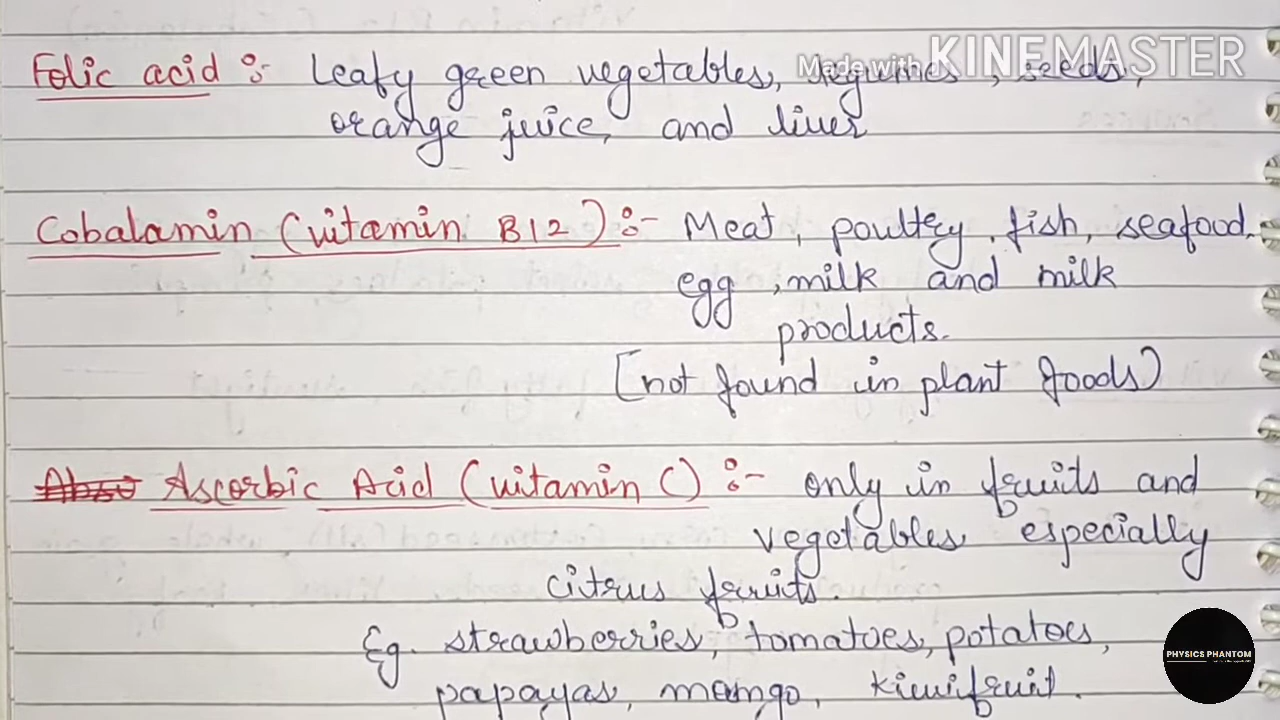 Made with KINEMASTER
Folic acid :- Leafy green vegetables, legumes, seeds,
orange juice, and liver
Cobalamin (vitamin B12) :- Meat, poultry, fish, seafood,
egg, milk and milk
products.
[not found in plant foods)
Ascorbic Acid (vitamin C) :- only in fruits and
vegetables especially
citrus fruits.
Eg. strawberries, tomatoes, potatoes,
papayas, mango, kiwifruit.
PHYSICS PHANTOM